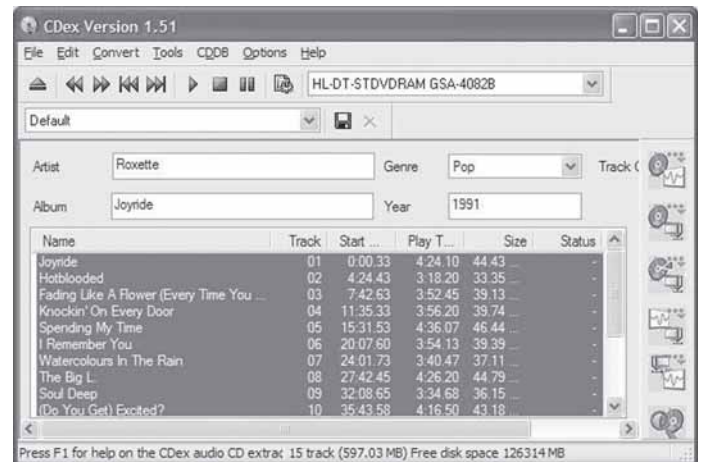 CDex Version 1.51
File Edit Convert Tools CDDB Options Help
HL-DT-STDVDRAM GSA-4082B
Default
Artist Roxette Genre Pop Track
Album Joyride Year 1991
Name Track Start ... Play T... Size Status
Joyride 01 0:00.33 4:24.10 44.43 ... -
Hotblooded 02 4:24.43 3:18.20 33.35 ... -
Fading Like A Flower (Every Time You ... 03 7:42.63 3:52.45 39.13 ... -
Knockin' On Every Door 04 11:35.33 3:56.20 39.74 ... -
Spending My Time 05 15:31.53 4:36.07 46.44 ... -
I Remember You 06 20:07.60 3:54.13 39.39 ... -
Watercolours In The Rain 07 24:01.73 3:40.47 37.11 ... -
The Big L. 08 27:42.45 4:26.20 44.79 ... -
Soul Deep 09 32:08.65 3:34.68 36.15 ... -
(Do You Get) Excited? 10 35:43.58 4:16.50 43.18 ... -
Press F1 for help on the CDex audio CD extrac 15 track (597.03 MB) Free disk space 126314 MB